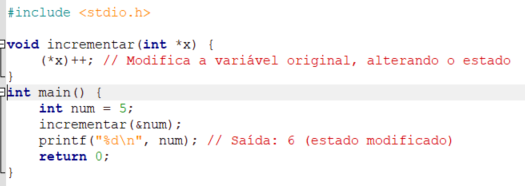 #include <stdio.h>
void incrementar(int *x) {
(*x)++; // Modifica a variável original, alterando o estado
}
int main() {
int num = 5;
incrementar(&num);
printf("%d\n", num); // Saída: 6 (estado modificado)
return 0;
}